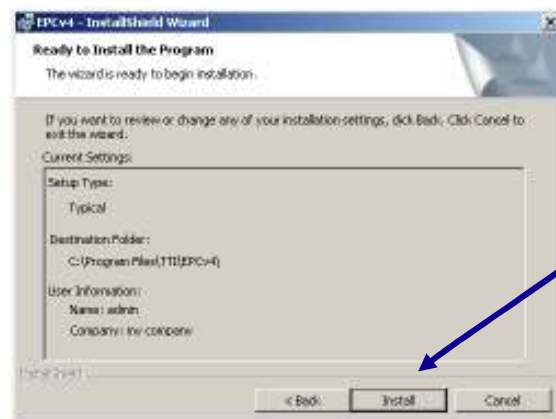 EPCv4 - InstallShield Wizard
Ready to Install the Program
The wizard is ready to begin installation.
If you want to review or change any of your installation settings, click Back. Click Cancel to
exit the wizard.
Current Settings:
Setup Type:
Typical
Destination Folder:
C:\Program Files\TTI\EPCv4\
User Information:
Name: admin
Company: my company
InstallShield
< Back
Install
Cancel